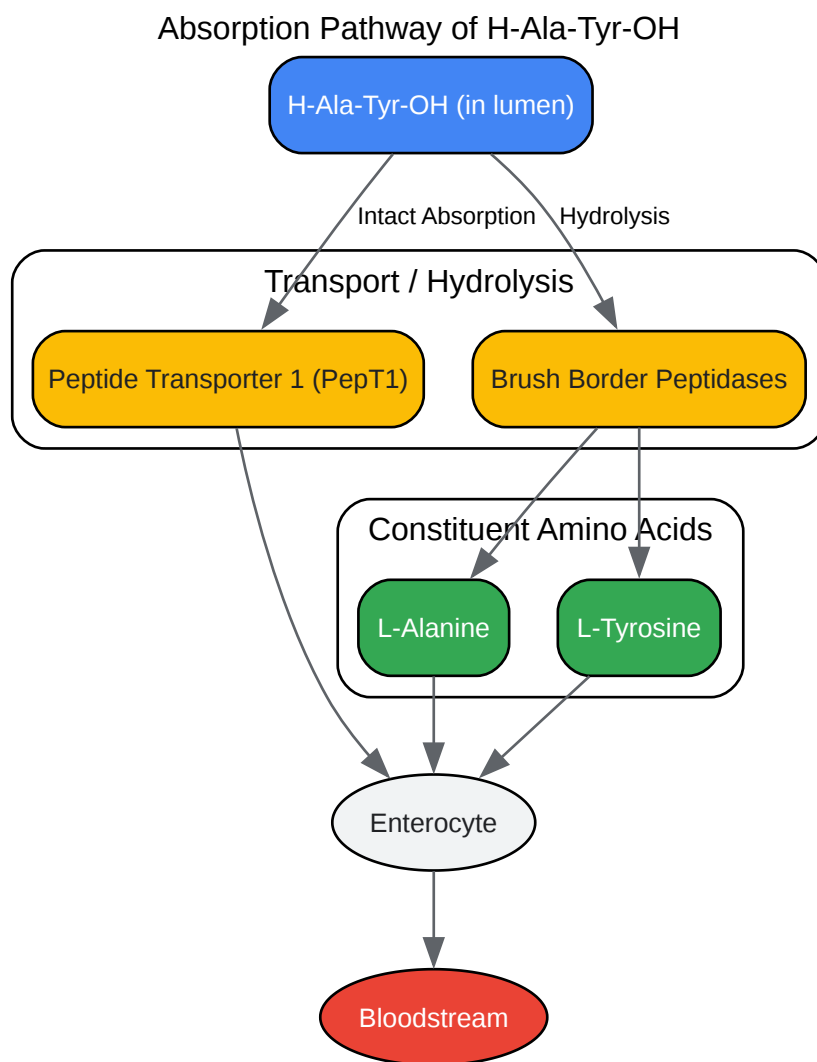 Absorption Pathway of H-Ala-Tyr-OH
H-Ala-Tyr-OH (in lumen)
Intact Absorption
Hydrolysis
Transport / Hydrolysis
Peptide Transporter 1 (PepT1)
Brush Border Peptidases
Constituent Amino Acids
L-Alanine
L-Tyrosine
Enterocyte
Bloodstream